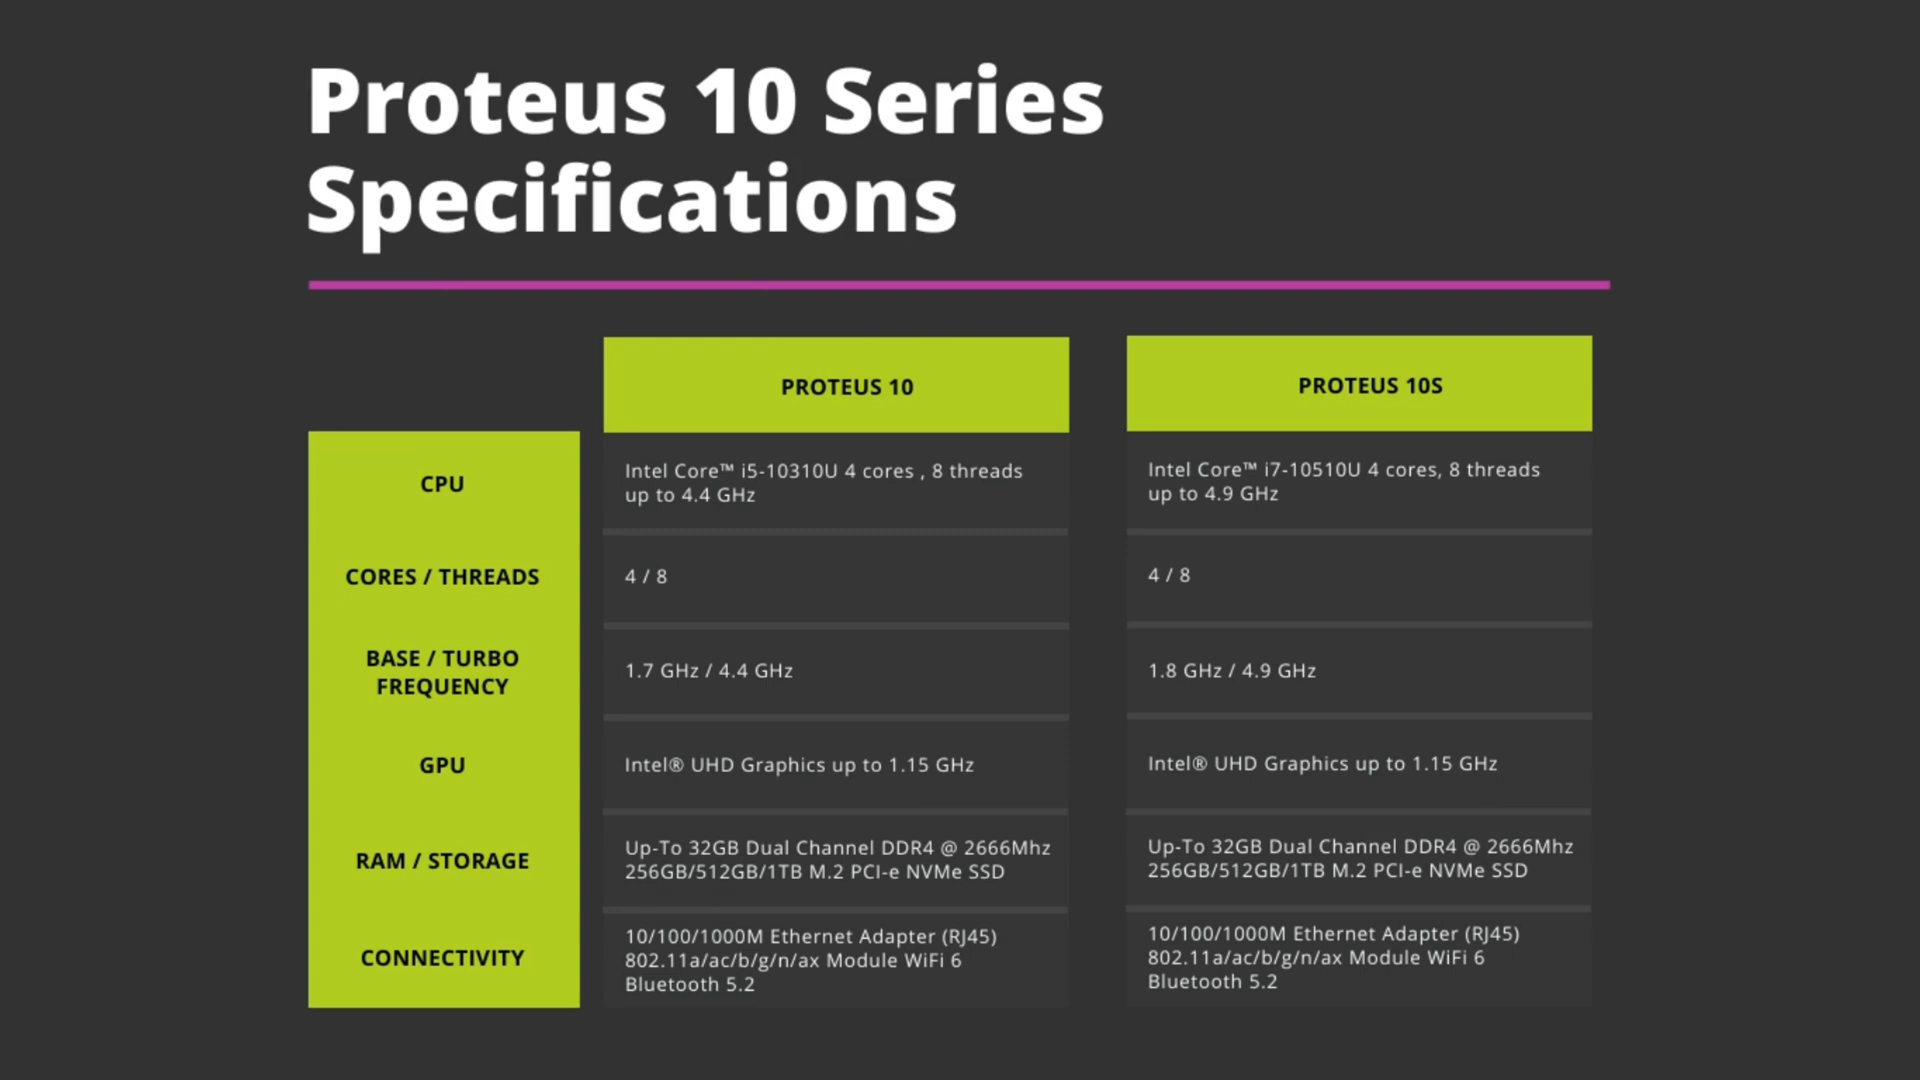 Proteus 10 Series
Specifications
PROTEUS 10
PROTEUS 10S
CPU
Intel Core™ i5-10310U 4 cores , 8 threads
up to 4.4 GHz
Intel Core™ i7-10510U 4 cores, 8 threads
up to 4.9 GHz
CORES / THREADS
4 / 8
4 / 8
BASE / TURBO
FREQUENCY
1.7 GHz / 4.4 GHz
1.8 GHz / 4.9 GHz
GPU
Intel® UHD Graphics up to 1.15 GHz
Intel® UHD Graphics up to 1.15 GHz
RAM / STORAGE
Up-To 32GB Dual Channel DDR4 @ 2666Mhz
256GB/512GB/1TB M.2 PCI-e NVMe SSD
Up-To 32GB Dual Channel DDR4 @ 2666Mhz
256GB/512GB/1TB M.2 PCI-e NVMe SSD
CONNECTIVITY
10/100/1000M Ethernet Adapter (RJ45)
802.11a/ac/b/g/n/ax Module WiFi 6
Bluetooth 5.2
10/100/1000M Ethernet Adapter (RJ45)
802.11a/ac/b/g/n/ax Module WiFi 6
Bluetooth 5.2